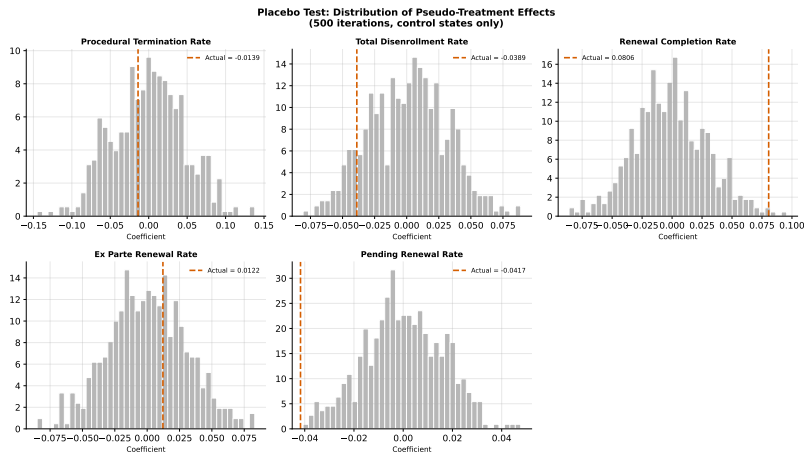 Placebo Test: Distribution of Pseudo-Treatment Effects
(500 iterations, control states only)
Procedural Termination Rate
Actual = -0.0139
10
8
6
4
2
0
−0.15 −0.10 −0.05 0.00 0.05 0.10 0.15
Coefficient
Total Disenrollment Rate
Actual = -0.0389
14
12
10
8
6
4
2
0
−0.075 −0.050 −0.025 0.000 0.025 0.050 0.075
Coefficient
Renewal Completion Rate
Actual = 0.0806
16
14
12
10
8
6
4
2
0
−0.075 −0.050 −0.025 0.000 0.025 0.050 0.075 0.100
Coefficient
Ex Parte Renewal Rate
Actual = 0.0122
14
12
10
8
6
4
2
0
−0.075 −0.050 −0.025 0.000 0.025 0.050 0.075
Coefficient
Pending Renewal Rate
Actual = -0.0417
30
25
20
15
10
5
0
−0.04 −0.02 0.00 0.02 0.04
Coefficient